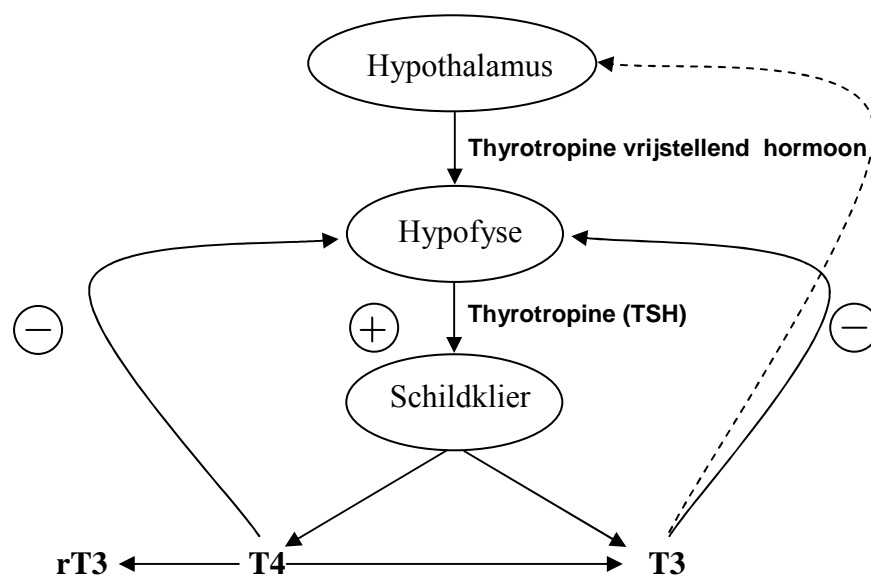 Hypothalamus
Thyrotropine vrijstellend hormoon
Hypofyse
−
+
Thyrotropine (TSH)
−
Schildklier
rT3
T4
T3